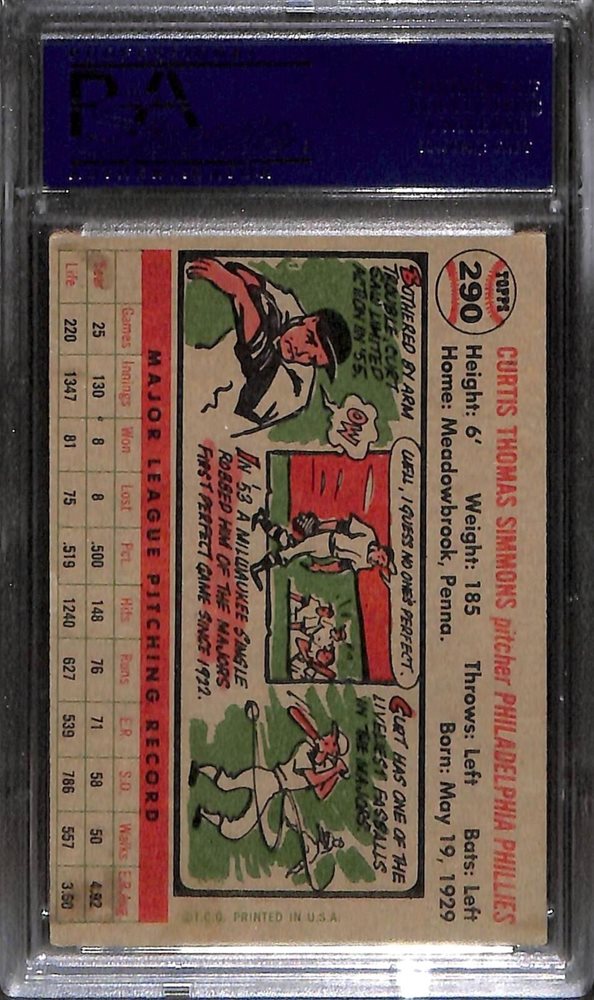 TOPPS
290
CURTIS THOMAS SIMMONS pitcher PHILADELPHIA PHILLIES
Height: 6' Weight: 185 Throws: Left Bats: Left
Home: Meadowbrook, Penna. Born: May 19, 1929
BOTHERED BY ARM
TROUBLE, CURT
SAW LIMITED
ACTION IN '55.
OW
WELL, I GUESS NO ONE'S PERFECT.
IN '53 A MILWAUKEE SINGLE
ROBBED HIM OF THE MAJORS
FIRST PERFECT GAME SINCE 1922.
CURT HAS ONE OF THE
LIVELIEST FASTBALLS
IN THE MAJORS
MAJOR LEAGUE PITCHING RECORD
Games Innings Won Lost Pct. Hits Runs E.R. S.O. Walks E.R.Avg.
Year 25 130 8 8 .500 148 76 71 58 50 4.92
Life 220 1347 81 75 .519 1240 627 539 786 557 3.60
©T.C.G. PRINTED IN U.S.A.